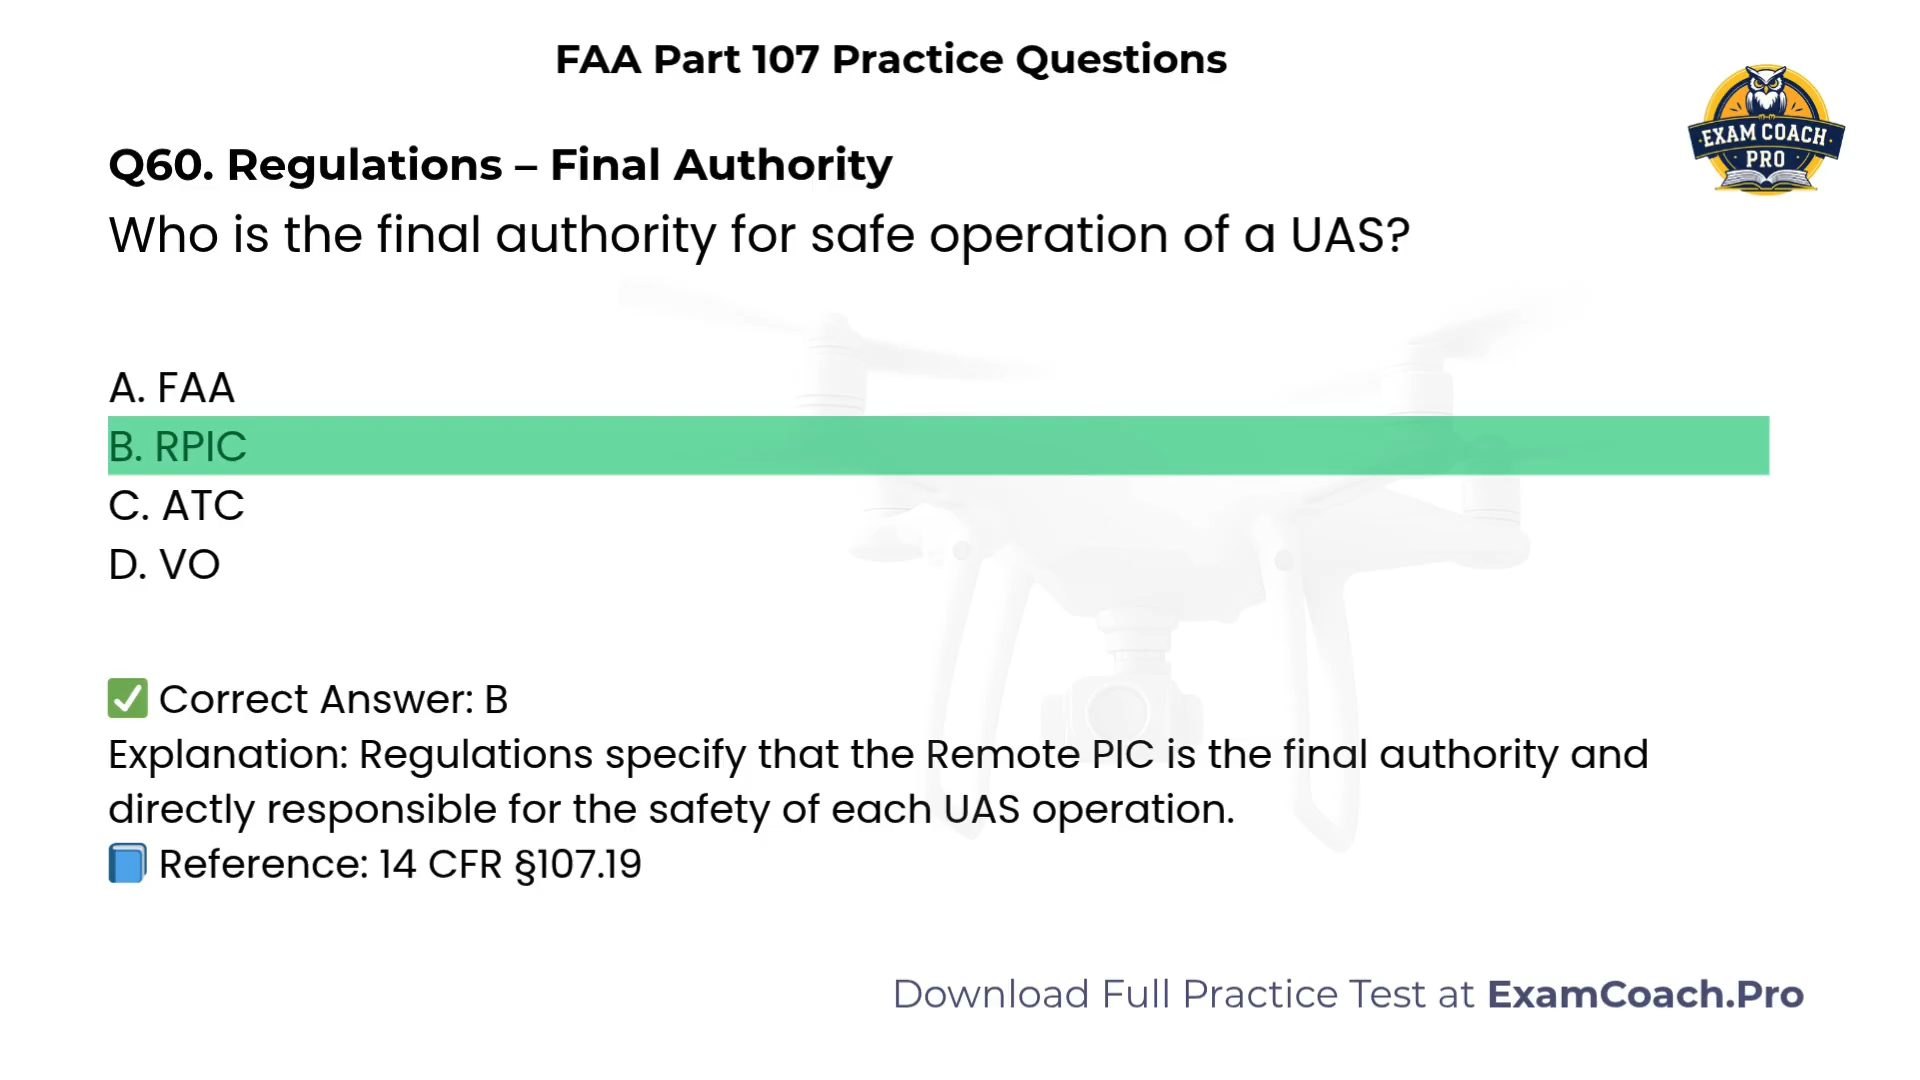 FAA Part 107 Practice Questions
EXAM COACH
PRO
Q60. Regulations – Final Authority
Who is the final authority for safe operation of a UAS?
A. FAA
B. RPIC
C. ATC
D. VO
✅ Correct Answer: B
Explanation: Regulations specify that the Remote PIC is the final authority and
directly responsible for the safety of each UAS operation.
📘 Reference: 14 CFR §107.19
Download Full Practice Test at ExamCoach.Pro